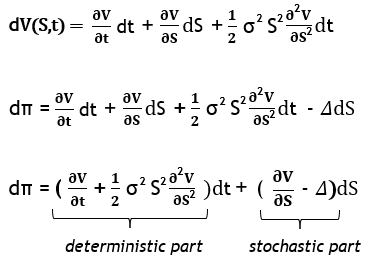 dV(S,t) = ∂V/∂t dt + ∂V/∂S dS + 1/2 σ² S² ∂²V/∂S² dt
dπ = ∂V/∂t dt + ∂V/∂S dS + 1/2 σ² S² ∂²V/∂S² dt - ΔdS
dπ = ( ∂V/∂t + 1/2 σ² S² ∂²V/∂S² )dt + ( ∂V/∂S - Δ)dS
deterministic part stochastic part